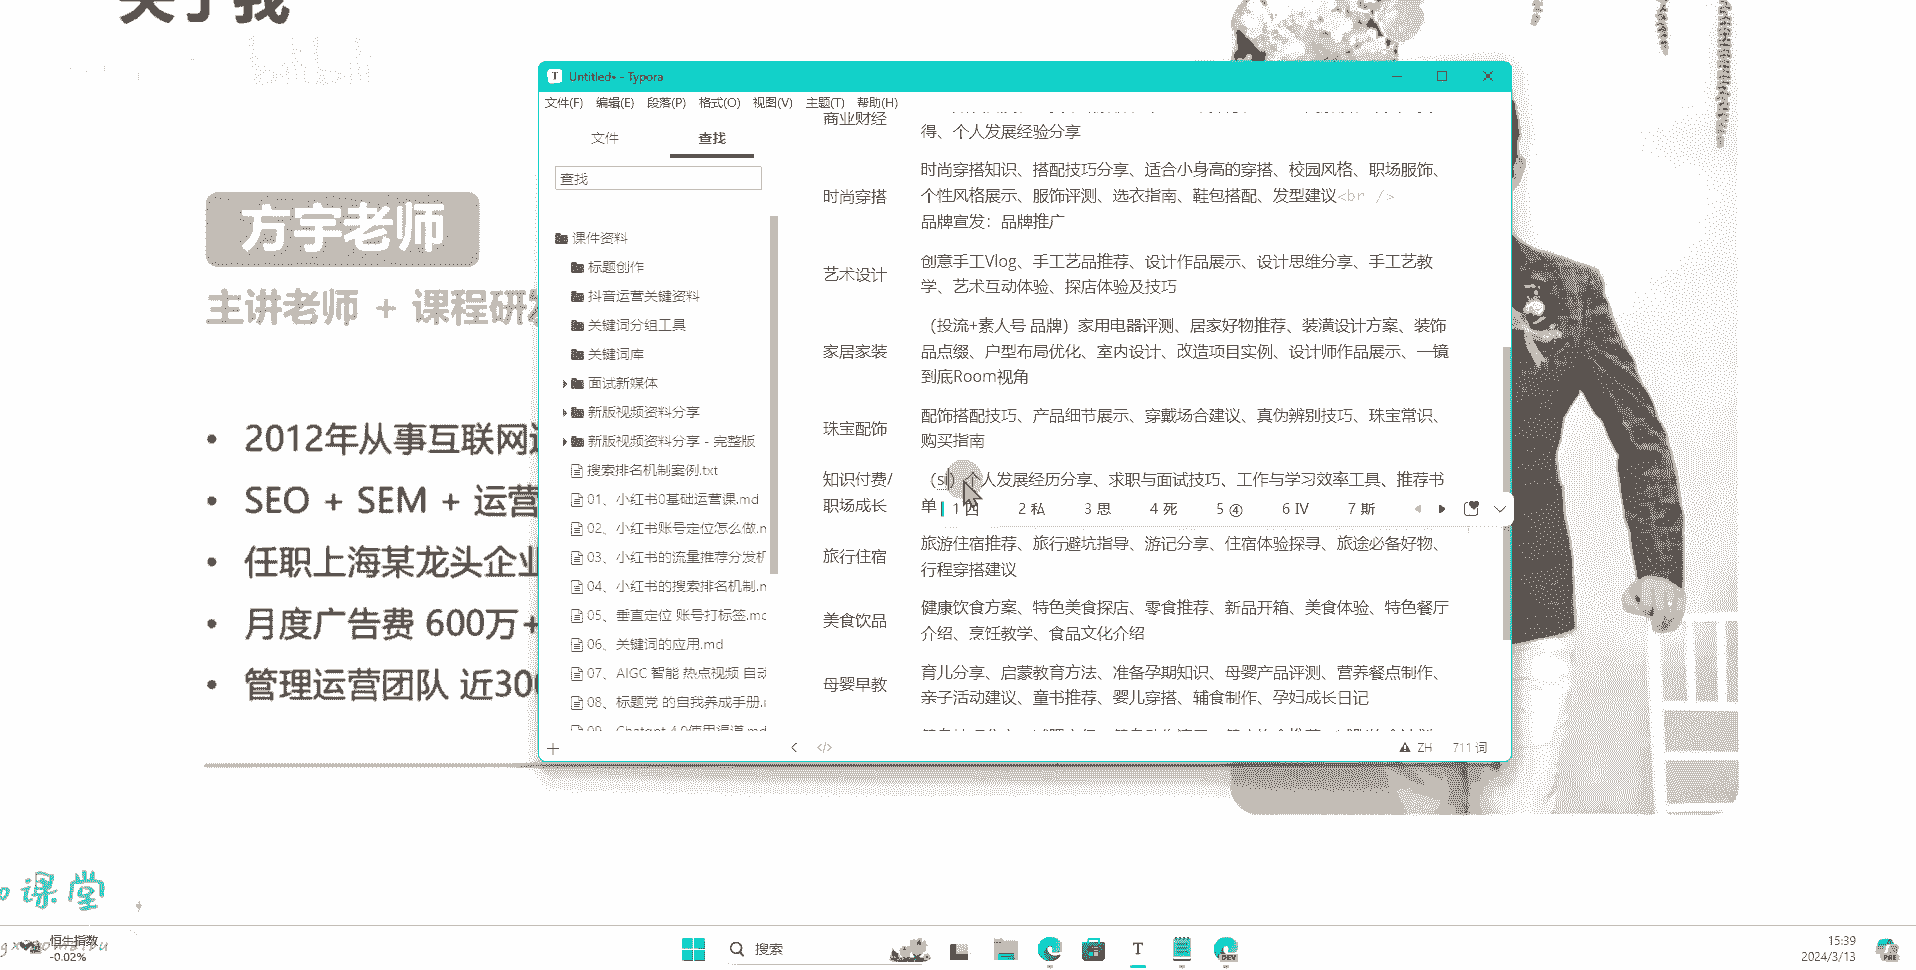 关于我
方宇老师
主讲老师 + 课程研发
• 2012年从事互联网
• SEO + SEM + 运营
• 任职上海某龙头企业
• 月度广告费 600万+
• 管理运营团队 近300
课堂
Untitled• - Typora
文件(F) 编辑(E) 段落(P) 格式(O) 视图(V) 主题(T) 帮助(H)
文件 查找
查找
课件资料
标题创作
抖音运营关键资料
关键词分组工具
关键词库
面试新媒体
新版视频资料分享
新版视频资料分享 - 完整版
搜索排名机制案例.txt
01、小红书0基础运营课.md
02、小红书账号定位怎么做.m
03、小红书的流量推荐分发机
04、小红书的搜索排名机制.m
05、垂直定位 账号打标签.mc
06、关键词的应用.md
07、AIGC 智能 热点视频 自动
08、标题党 的自我养成手册.
09、Chatgpt 4.0使用渠道.md
商业财经
得、个人发展经验分享
时尚穿搭
时尚穿搭知识、搭配技巧分享、适合小身高的穿搭、校园风格、职场服饰、
个性风格展示、服饰评测、选衣指南、鞋包搭配、发型建议<br />
品牌宣发：品牌推广
艺术设计
创意手工Vlog、手工艺品推荐、设计作品展示、设计思维分享、手工艺教
学、艺术互动体验、探店体验及技巧
家居家装
（投流+素人号 品牌）家用电器评测、居家好物推荐、装潢设计方案、装饰
品点缀、户型布局优化、室内设计、改造项目实例、设计师作品展示、一镜
到底Room视角
珠宝配饰
配饰搭配技巧、产品细节展示、穿戴场合建议、真伪辨别技巧、珠宝常识、
购买指南
知识付费/
职场成长
（si）个人发展经历分享、求职与面试技巧、工作与学习效率工具、推荐书
单
1 四 2 私 3 思 4 死 5 ④ 6 IV 7 斯
旅行住宿
旅游住宿推荐、旅行避坑指导、游记分享、住宿体验探寻、旅途必备好物、
行程穿搭建议
美食饮品
健康饮食方案、特色美食探店、零食推荐、新品开箱、美食体验、特色餐厅
介绍、烹饪教学、食品文化介绍
母婴早教
育儿分享、启蒙教育方法、准备孕期知识、母婴产品评测、营养餐点制作、
亲子活动建议、童书推荐、婴儿穿搭、辅食制作、孕妇成长日记
ZH 711 词
恒生指数
-0.02%
搜索
15:39
2024/3/13